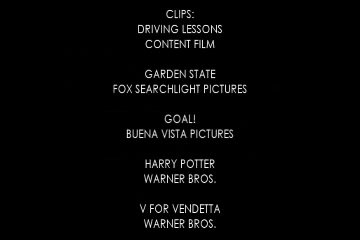 CLIPS:
DRIVING LESSONS
CONTENT FILM
GARDEN STATE
FOX SEARCHLIGHT PICTURES
GOAL!
BUENA VISTA PICTURES
HARRY POTTER
WARNER BROS.
V FOR VENDETTA
WARNER BROS.